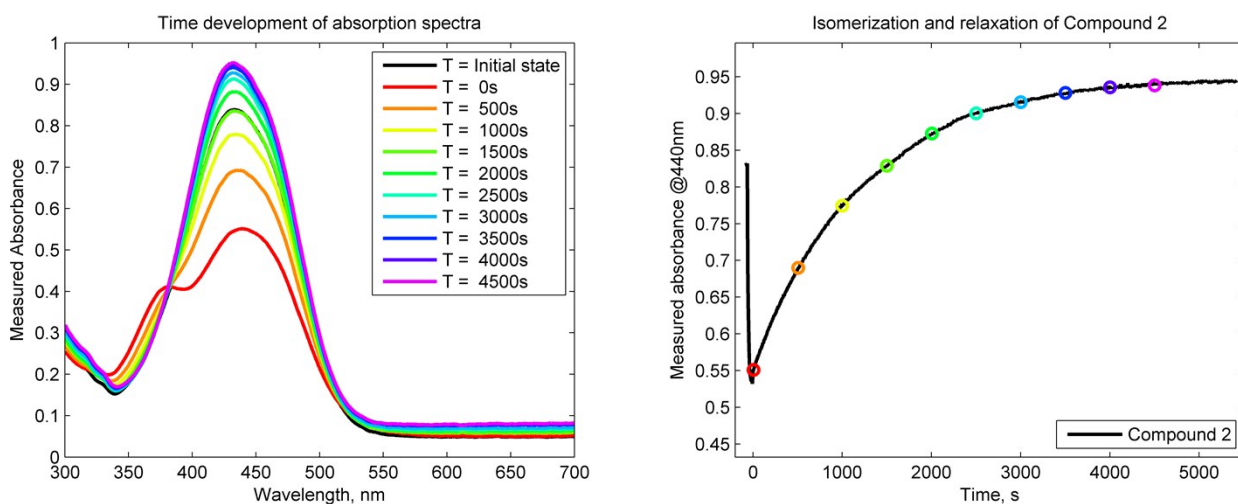 Time development of absorption spectra
1
0.9
0.8
0.7
0.6
0.5
0.4
0.3
0.2
0.1
0
Measured Absorbance
T = Initial state
T = 0s
T = 500s
T = 1000s
T = 1500s
T = 2000s
T = 2500s
T = 3000s
T = 3500s
T = 4000s
T = 4500s
300 350 400 450 500 550 600 650 700
Wavelength, nm
Isomerization and relaxation of Compound 2
0.95
0.9
0.85
0.8
0.75
0.7
0.65
0.6
0.55
0.5
0.45
Measured absorbance @440nm
Compound 2
0 1000 2000 3000 4000 5000
Time, s